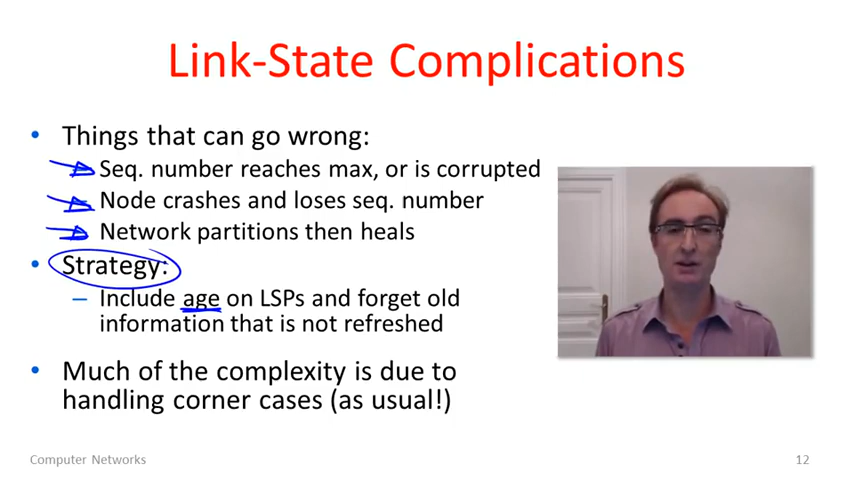 Link-State Complications
• Things that can go wrong:
Seq. number reaches max, or is corrupted
Node crashes and loses seq. number
Network partitions then heals
• Strategy:
– Include age on LSPs and forget old
information that is not refreshed
• Much of the complexity is due to
handling corner cases (as usual!)
Computer Networks
12